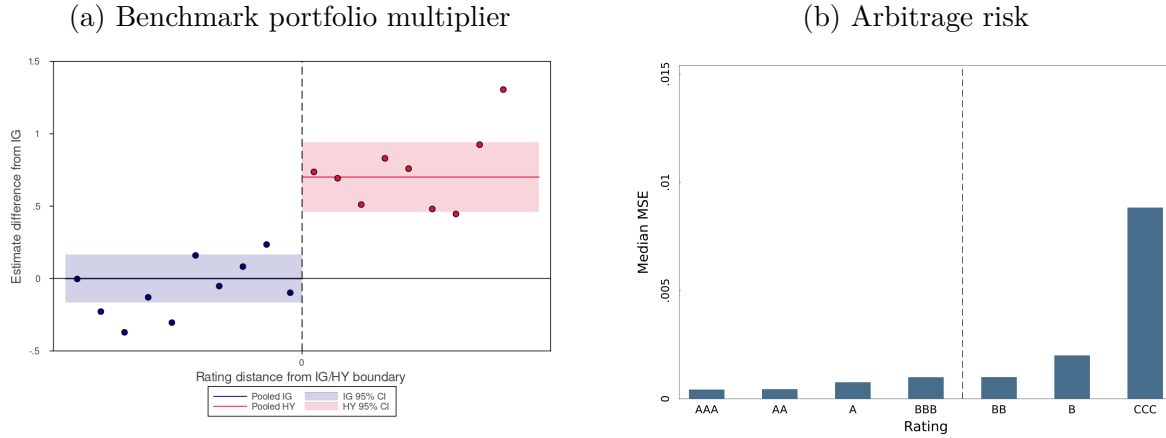 (a) Benchmark portfolio multiplier
1.5
1
.5
0
-.5
Estimate difference from IG
0
Rating distance from IG/HY boundary
Pooled IG IG 95% CI
Pooled HY HY 95% CI
(b) Arbitrage risk
.015
.01
.005
0
Median MSE
AAA AA A BBB BB B CCC
Rating